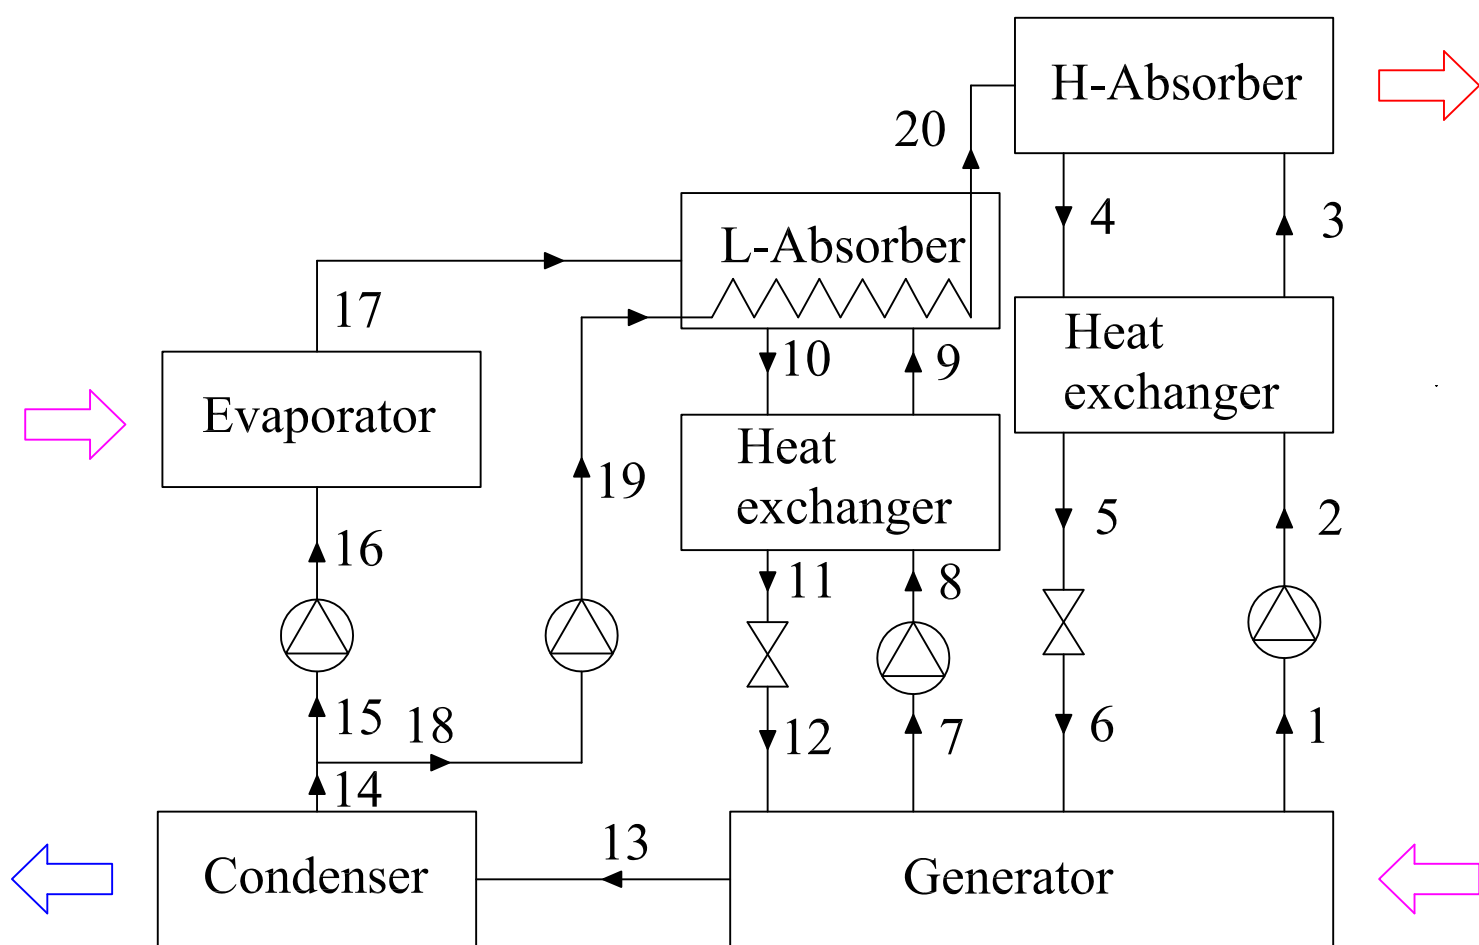 H-Absorber
20
4
3
L-Absorber
17
Heat
exchanger
10
9
Evaporator
Heat
exchanger
19
5
2
16
11
8
15
18
12
7
6
1
14
13
Condenser
Generator